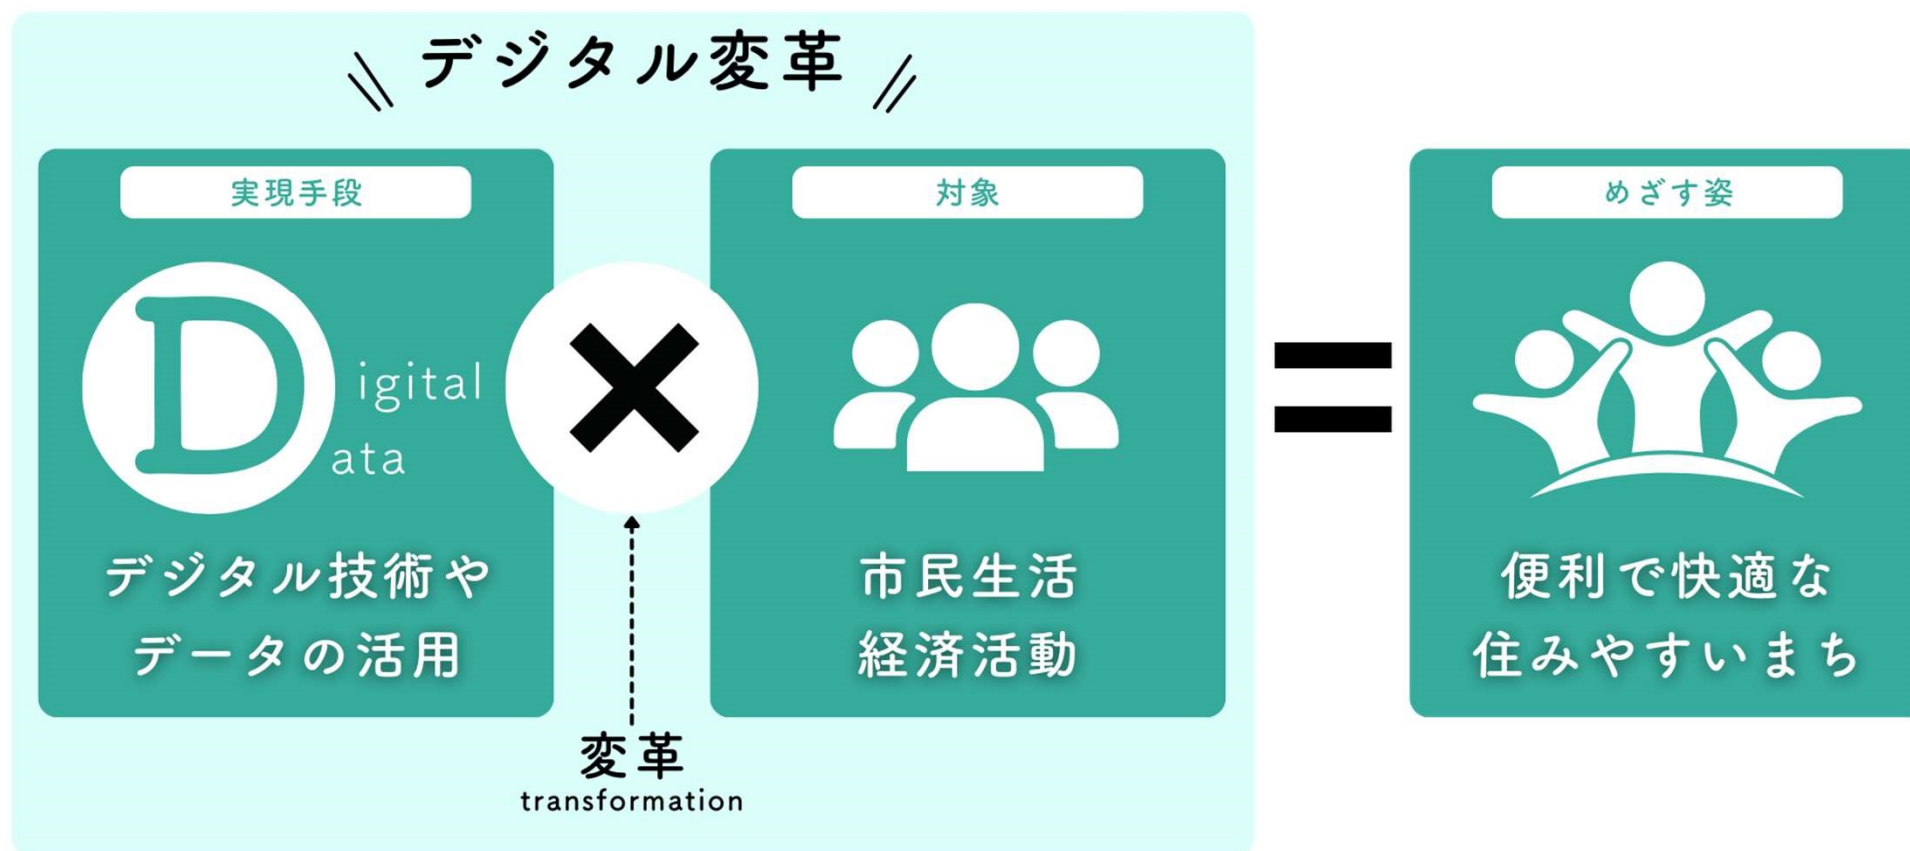 デジタル変革
実現手段
Digital
Data
デジタル技術や
データの活用
対象
市民生活
経済活動
変革
transformation
めざす姿
便利で快適な
住みやすいまち